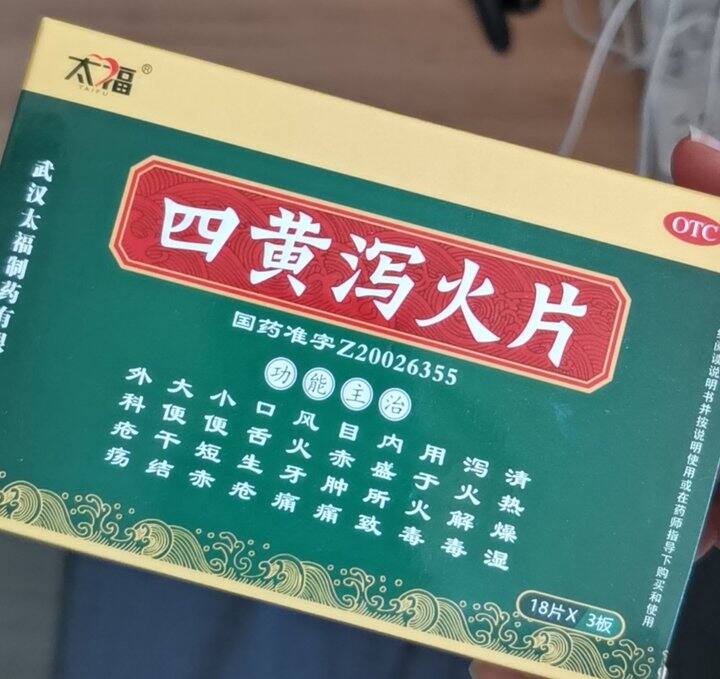 太福®
TAIFU
武汉太福制药有限
OTC
四黄泻火片
国药准字Z20026355
功能主治
清热燥湿
泻火解毒
用于火毒
内盛所致
目赤肿痛
风火牙痛
口舌生疮
小便短赤
大便干结
外科疮疡
阅读说明书并按说明使用或在药师指导下购买和使用
18片X 3板